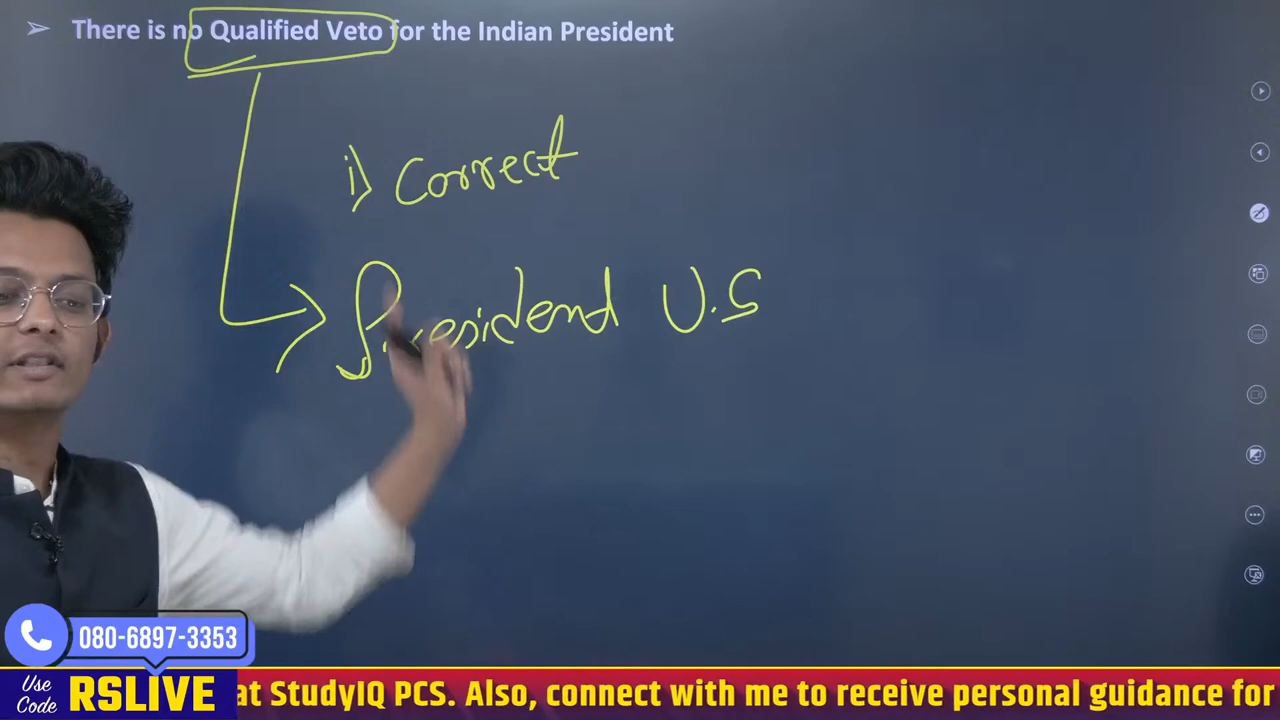 ➢ There is no Qualified Veto for the Indian President
i) Correct
President U.S
080-6897-3353
Use Code RSLIVE
at StudyIQ PCS. Also, connect with me to receive personal guidance for